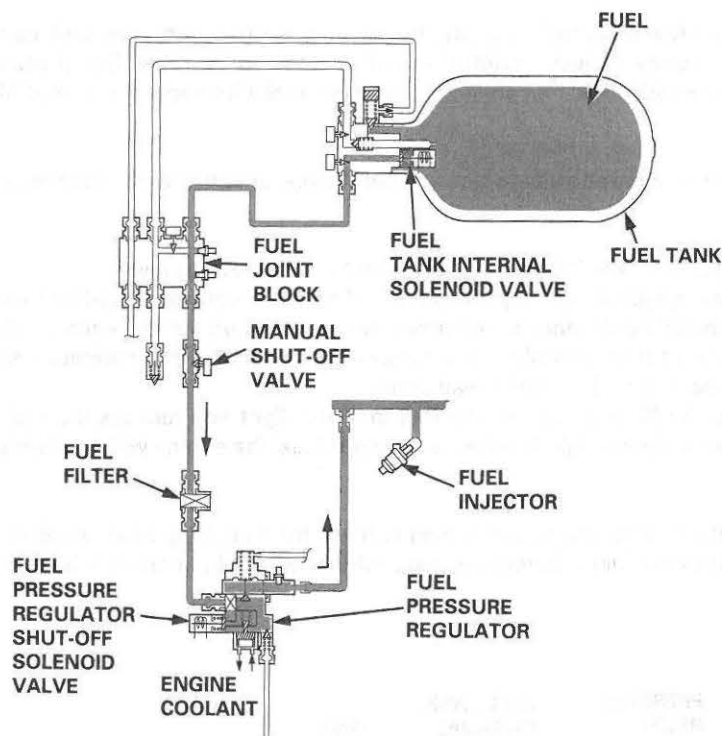 FUEL
FUEL
JOINT
BLOCK
FUEL
TANK INTERNAL
SOLENOID VALVE
FUEL TANK
MANUAL
SHUT-OFF
VALVE
FUEL
FILTER
FUEL
INJECTOR
FUEL
PRESSURE
REGULATOR
SHUT-OFF
SOLENOID
VALVE
FUEL
PRESSURE
REGULATOR
ENGINE
COOLANT